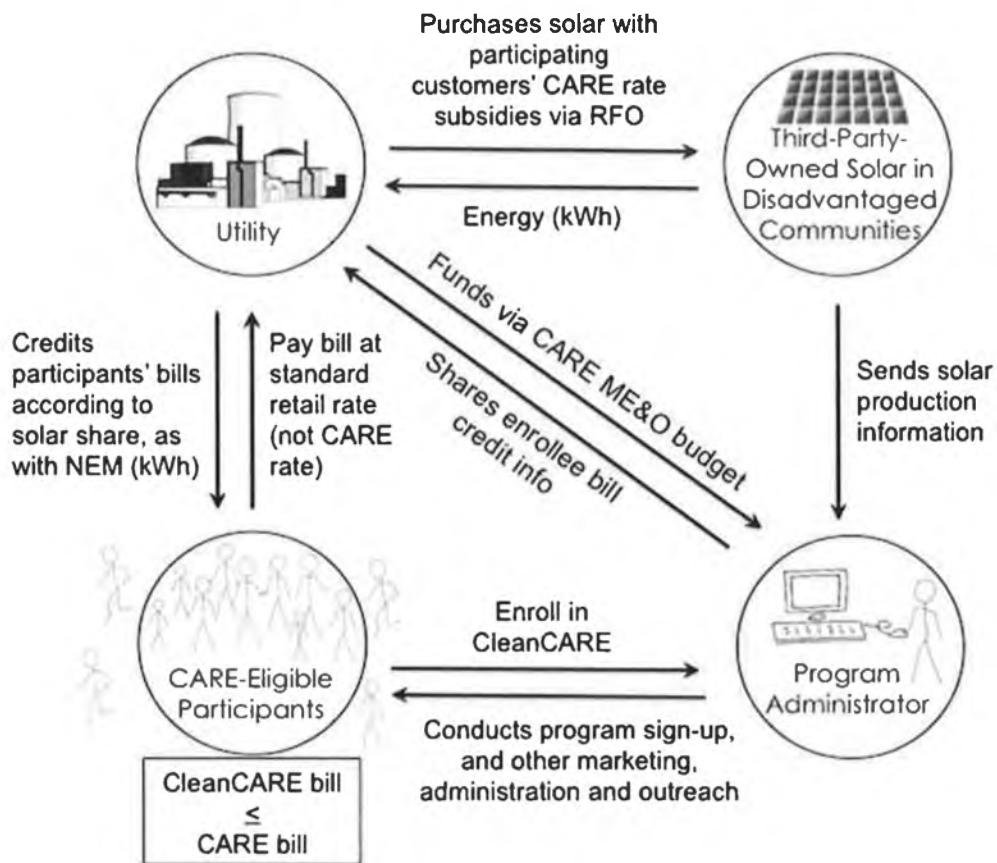 Purchases solar with
participating
customers' CARE rate
subsidies via RFO
Utility
Third-Party-
Owned Solar in
Disadvantaged
Communities
Energy (kWh)
Funds via CARE ME&O budget
Shares enrollee bill
credit info
Credits
participants' bills
according to
solar share, as
with NEM (kWh)
Pay bill at
standard
retail rate
(not CARE
rate)
Sends solar
production
information
CARE-Eligible
Participants
Enroll in
CleanCARE
Program
Administrator
Conducts program sign-up,
and other marketing,
administration and outreach
CleanCARE bill
≤
CARE bill